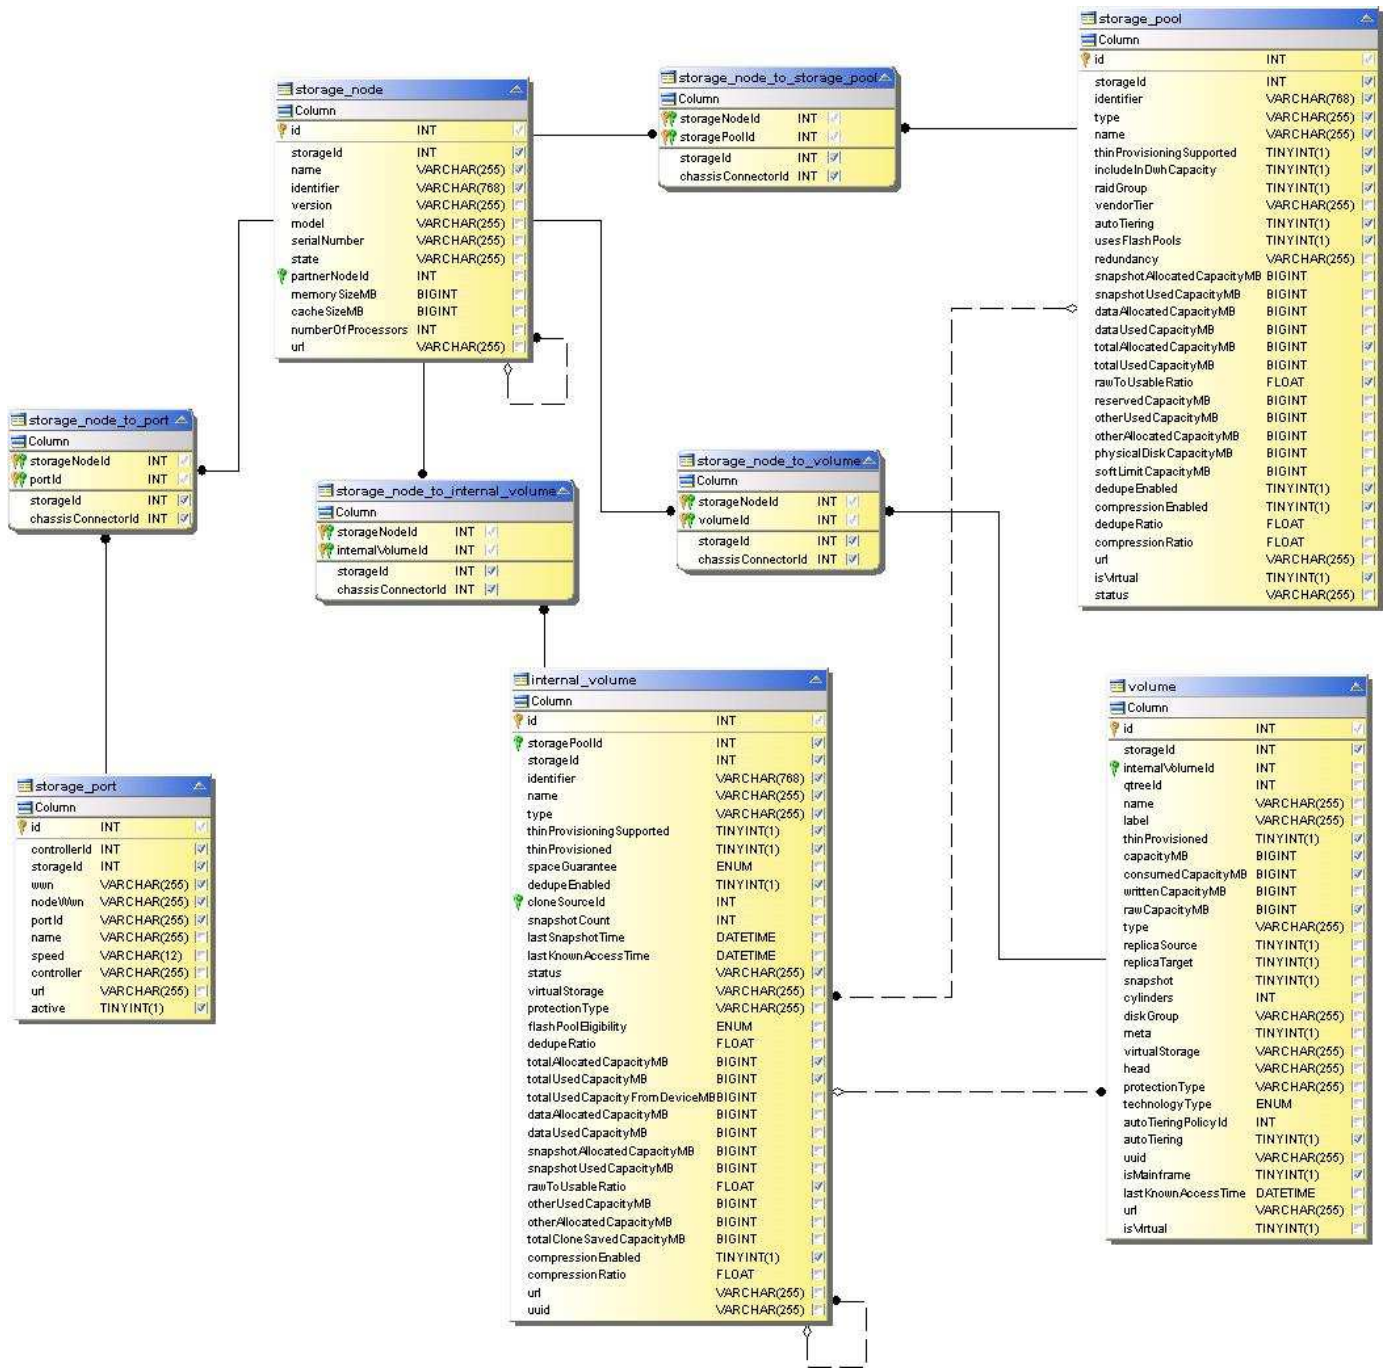 storage_pool
Column
id INT
storageId INT
identifier VARCHAR(768)
type VARCHAR(255)
name VARCHAR(255)
thinProvisioningSupported TINYINT(1)
includeInDwhCapacity TINYINT(1)
raidGroup TINYINT(1)
vendorTier VARCHAR(255)
autoTiering TINYINT(1)
usesFlashPools TINYINT(1)
redundancy VARCHAR(255)
snapshotAllocatedCapacityMB BIGINT
snapshotUsedCapacityMB BIGINT
dataAllocatedCapacityMB BIGINT
dataUsedCapacityMB BIGINT
totalAllocatedCapacityMB BIGINT
totalUsedCapacityMB BIGINT
rawToUsableRatio FLOAT
reservedCapacityMB BIGINT
otherUsedCapacityMB BIGINT
otherAllocatedCapacityMB BIGINT
physicalDiskCapacityMB BIGINT
softLimitCapacityMB BIGINT
dedupeEnabled TINYINT(1)
compressionEnabled TINYINT(1)
dedupeRatio FLOAT
compressionRatio FLOAT
url VARCHAR(255)
isVirtual TINYINT(1)
status VARCHAR(255)
storage_node_to_storage_pool
Column
storageNodeId INT
storagePoolId INT
storageId INT
chassisConnectorId INT
storage_node
Column
id INT
storageId INT
name VARCHAR(255)
identifier VARCHAR(768)
version VARCHAR(255)
model VARCHAR(255)
serialNumber VARCHAR(255)
state VARCHAR(255)
partnerNodeId INT
memorySizeMB BIGINT
cacheSizeMB BIGINT
numberOfProcessors INT
url VARCHAR(255)
storage_node_to_port
Column
storageNodeId INT
portId INT
storageId INT
chassisConnectorId INT
storage_node_to_internal_volume
Column
storageNodeId INT
internalVolumeId INT
storageId INT
chassisConnectorId INT
storage_node_to_volume
Column
storageNodeId INT
volumeId INT
storageId INT
chassisConnectorId INT
internal_volume
Column
id INT
storagePoolId INT
storageId INT
identifier VARCHAR(768)
name VARCHAR(255)
type VARCHAR(255)
thinProvisioningSupported TINYINT(1)
thinProvisioned TINYINT(1)
spaceGuarantee ENUM
dedupeEnabled TINYINT(1)
cloneSourceId INT
snapshotCount INT
lastSnapshotTime DATETIME
lastKnownAccessTime DATETIME
status VARCHAR(255)
virtualStorage VARCHAR(255)
protectionType VARCHAR(255)
flashPoolEligibility ENUM
dedupeRatio FLOAT
totalAllocatedCapacityMB BIGINT
totalUsedCapacityMB BIGINT
totalUsedCapacityFromDeviceMB BIGINT
dataAllocatedCapacityMB BIGINT
dataUsedCapacityMB BIGINT
snapshotAllocatedCapacityMB BIGINT
snapshotUsedCapacityMB BIGINT
rawToUsableRatio FLOAT
otherUsedCapacityMB BIGINT
otherAllocatedCapacityMB BIGINT
totalCloneSavedCapacityMB BIGINT
compressionEnabled TINYINT(1)
compressionRatio FLOAT
url VARCHAR(255)
uuid VARCHAR(255)
volume
Column
id INT
storageId INT
internalVolumeId INT
qtreeId INT
name VARCHAR(255)
label VARCHAR(255)
thinProvisioned TINYINT(1)
capacityMB BIGINT
consumedCapacityMB BIGINT
writtenCapacityMB BIGINT
rawCapacityMB BIGINT
type VARCHAR(255)
replicaSource TINYINT(1)
replicaTarget TINYINT(1)
snapshot TINYINT(1)
cylinders INT
diskGroup VARCHAR(255)
meta TINYINT(1)
virtualStorage VARCHAR(255)
head VARCHAR(255)
protectionType VARCHAR(255)
technologyType ENUM
autoTieringPolicyId INT
autoTiering TINYINT(1)
uuid VARCHAR(255)
isMainframe TINYINT(1)
lastKnownAccessTime DATETIME
url VARCHAR(255)
isVirtual TINYINT(1)
storage_port
Column
id INT
controllerId INT
storageId INT
wwn VARCHAR(255)
nodeWwn VARCHAR(255)
portId VARCHAR(255)
name VARCHAR(255)
speed VARCHAR(12)
controller VARCHAR(255)
url VARCHAR(255)
active TINYINT(1)